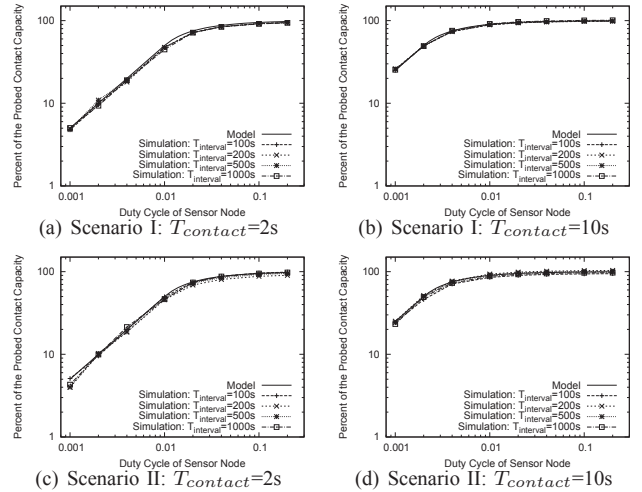 Percent of the Probed Contact Capacity
100
10
1
Model
Simulation: T_interval=100s
Simulation: T_interval=200s
Simulation: T_interval=500s
Simulation: T_interval=1000s
0.001 0.01 0.1
Duty Cycle of Sensor Node
(a) Scenario I: T_contact=2s
Percent of the Probed Contact Capacity
100
10
1
Model
Simulation: T_interval=100s
Simulation: T_interval=200s
Simulation: T_interval=500s
Simulation: T_interval=1000s
0.001 0.01 0.1
Duty Cycle of Sensor Node
(b) Scenario I: T_contact=10s
Percent of the Probed Contact Capacity
100
10
1
Model
Simulation: T_interval=100s
Simulation: T_interval=200s
Simulation: T_interval=500s
Simulation: T_interval=1000s
0.001 0.01 0.1
Duty Cycle of Sensor Node
(c) Scenario II: T_contact=2s
Percent of the Probed Contact Capacity
100
10
1
Model
Simulation: T_interval=100s
Simulation: T_interval=200s
Simulation: T_interval=500s
Simulation: T_interval=1000s
0.001 0.01 0.1
Duty Cycle of Sensor Node
(d) Scenario II: T_contact=10s